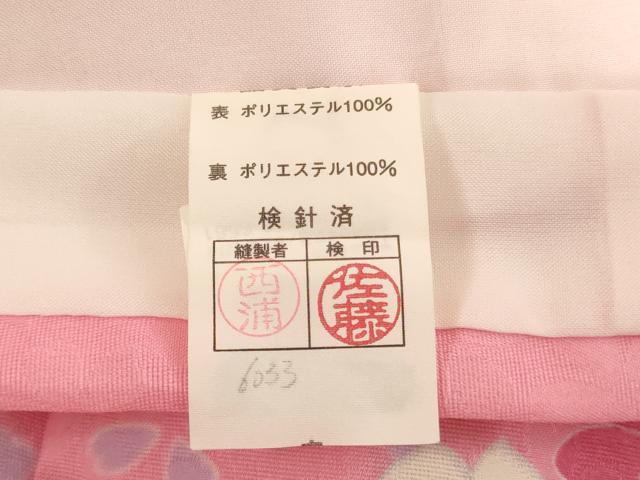 表 ポリエステル100%
裏 ポリエステル100%
検針済
縫製者 検印
西浦 佐藤
6033